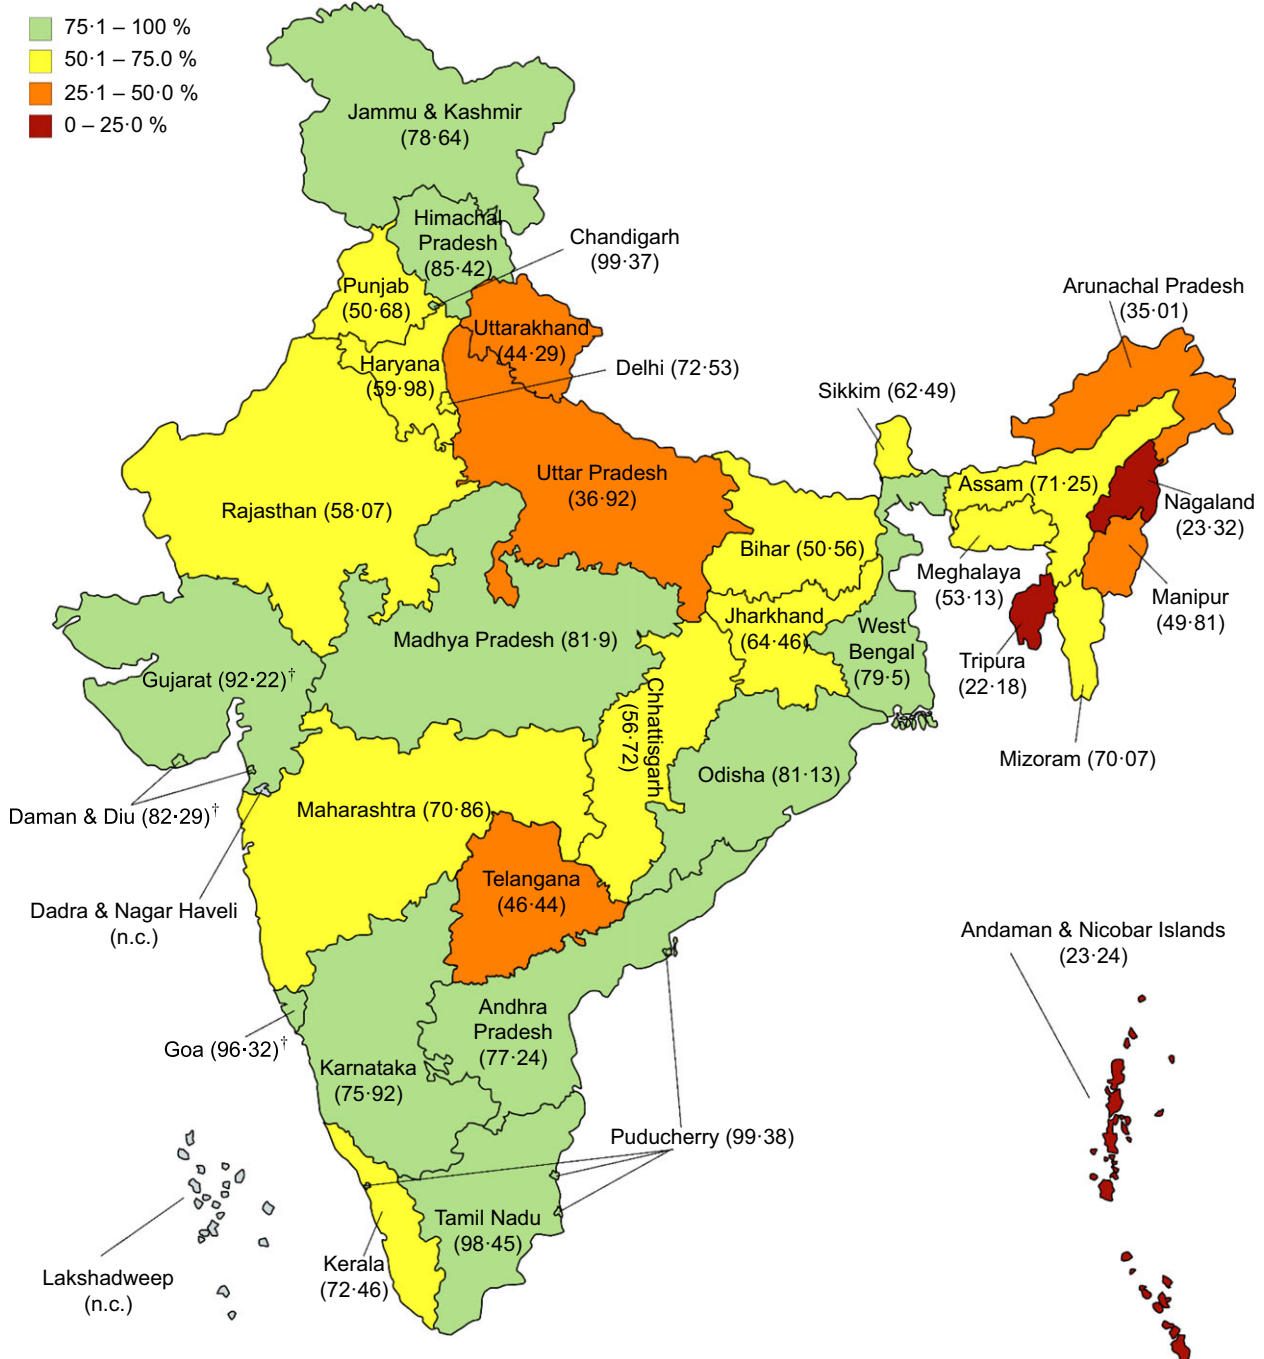 75·1 – 100 %
50·1 – 75.0 %
25·1 – 50·0 %
0 – 25·0 %
Jammu & Kashmir
(78·64)
Himachal
Pradesh
(85·42)
Chandigarh
(99·37)
Punjab
(50·68)
Uttarakhand
(44·29)
Haryana
(59·98)
Delhi (72·53)
Arunachal Pradesh
(35·01)
Sikkim (62·49)
Uttar Pradesh
(36·92)
Rajasthan (58·07)
Assam (71·25)
Nagaland
(23·32)
Bihar (50·56)
Meghalaya
(53·13)
Manipur
(49·81)
Jharkhand
(64·46)
West
Bengal
(79·5)
Tripura
(22·18)
Madhya Pradesh (81·9)
Gujarat (92·22)†
Chhattisgarh
(56·72)
Mizoram (70·07)
Odisha (81·13)
Daman & Diu (82·29)†
Maharashtra (70·86)
Telangana
(46·44)
Dadra & Nagar Haveli
(n.c.)
Andaman & Nicobar Islands
(23·24)
Andhra
Pradesh
(77·24)
Goa (96·32)†
Karnataka
(75·92)
Puducherry (99·38)
Tamil Nadu
(98·45)
Kerala
(72·46)
Lakshadweep
(n.c.)